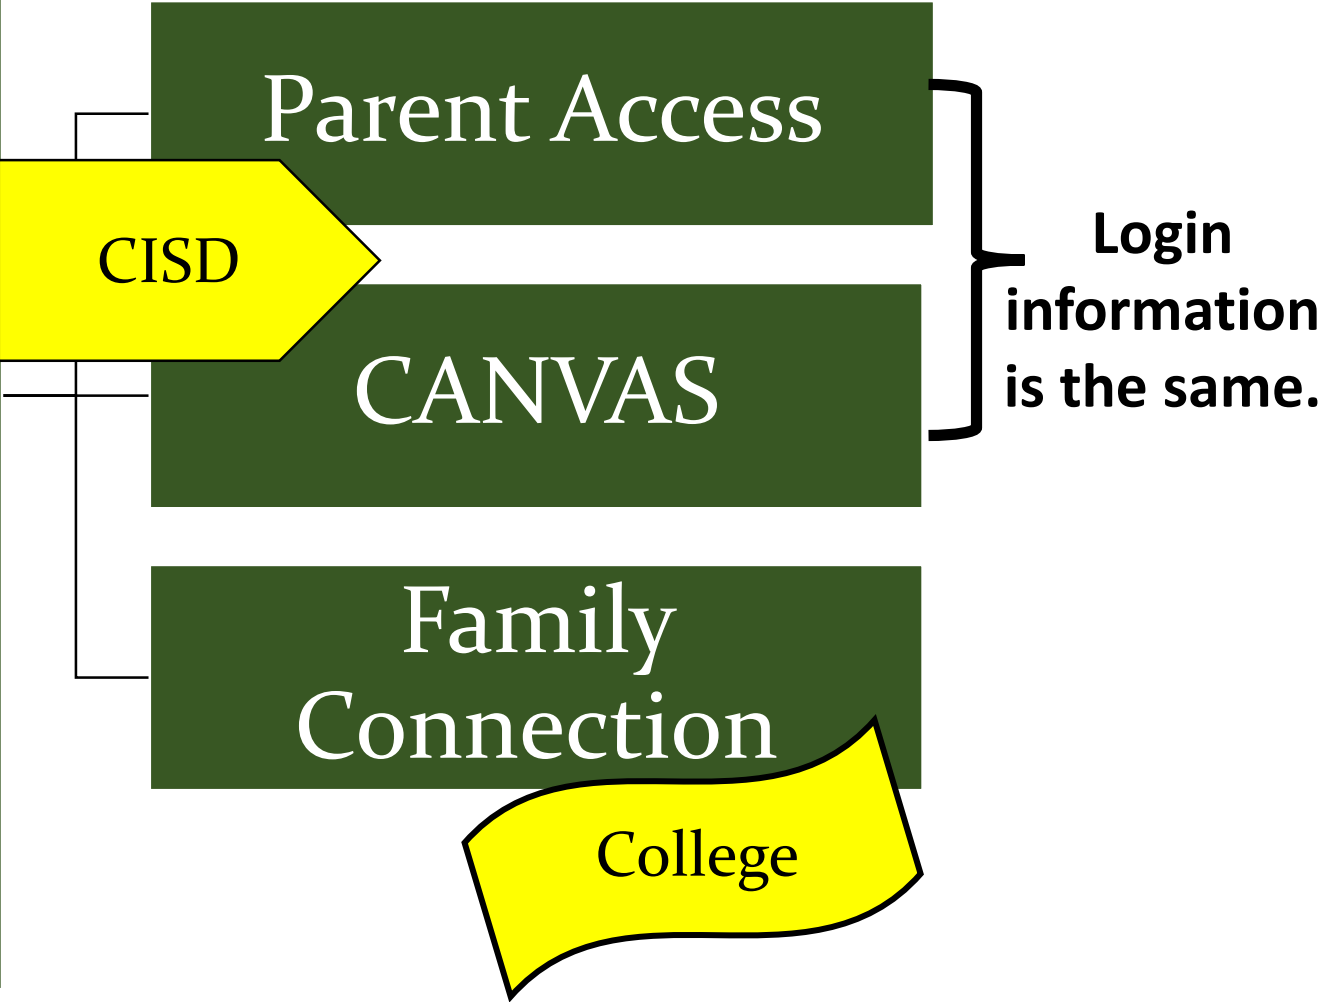 Parent Access
CISD
CANVAS
Login
information
is the same.
Family
Connection
College